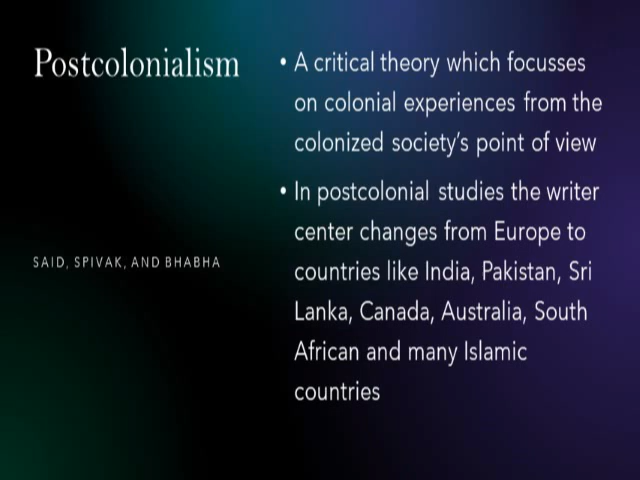 Postcolonialism
SAID, SPIVAK, AND BHABHA
• A critical theory which focusses
on colonial experiences from the
colonized society's point of view
• In postcolonial studies the writer
center changes from Europe to
countries like India, Pakistan, Sri
Lanka, Canada, Australia, South
African and many Islamic
countries